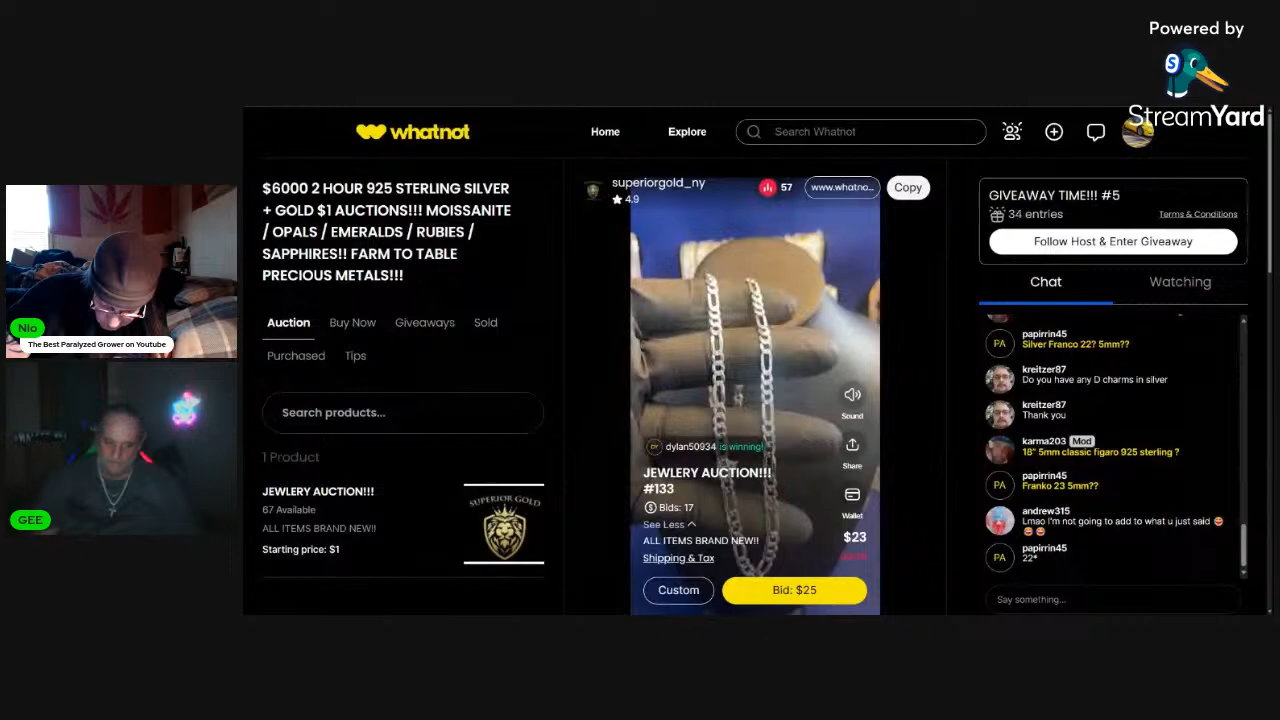 Powered by
StreamYard
whatnot
Home
Explore
Search Whatnot
$6000 2 HOUR 925 STERLING SILVER
+ GOLD $1 AUCTIONS!!! MOISSANITE
/ OPALS / EMERALDS / RUBIES /
SAPPHIRES!! FARM TO TABLE
PRECIOUS METALS!!!
Auction
Buy Now
Giveaways
Sold
Purchased
Tips
Search products...
1 Product
JEWLERY AUCTION!!!
67 Available
ALL ITEMS BRAND NEW!!
Starting price: $1
SUPERIOR GOLD
superiorgold_ny
4.9
57
www.whatno...
Copy
Sound
Share
Wallet
DY
dylan50934 is winning!
JEWLERY AUCTION!!!
#133
Bids: 17
See Less
ALL ITEMS BRAND NEW!!
Shipping & Tax
$23
Custom
Bid: $25
GIVEAWAY TIME!!! #5
34 entries
Terms & Conditions
Follow Host & Enter Giveaway
Chat
Watching
PA
papirrin45
Silver Franco 22? 5mm??
kreitzer87
Do you have any D charms in silver
kreitzer87
Thank you
karma203 Mod
18" 5mm classic figaro 925 sterling ?
PA
papirrin45
Franko 23 5mm??
andrew315
Lmao I'm not going to add to what u just said
PA
papirrin45
22*
Say something...
Nio
The Best Paralyzed Grower on Youtube
GEE